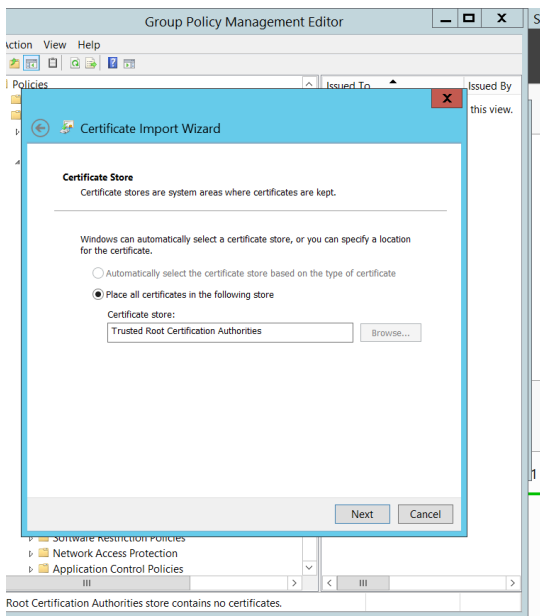 Group Policy Management Editor
Action View Help
Policies
Issued To
Issued By
this view.
Certificate Import Wizard
Certificate Store
Certificate stores are system areas where certificates are kept.
Windows can automatically select a certificate store, or you can specify a location
for the certificate.
Automatically select the certificate store based on the type of certificate
Place all certificates in the following store
Certificate store:
Trusted Root Certification Authorities
Browse...
Next
Cancel
Software Restriction Policies
Network Access Protection
Application Control Policies
Root Certification Authorities store contains no certificates.
S
1